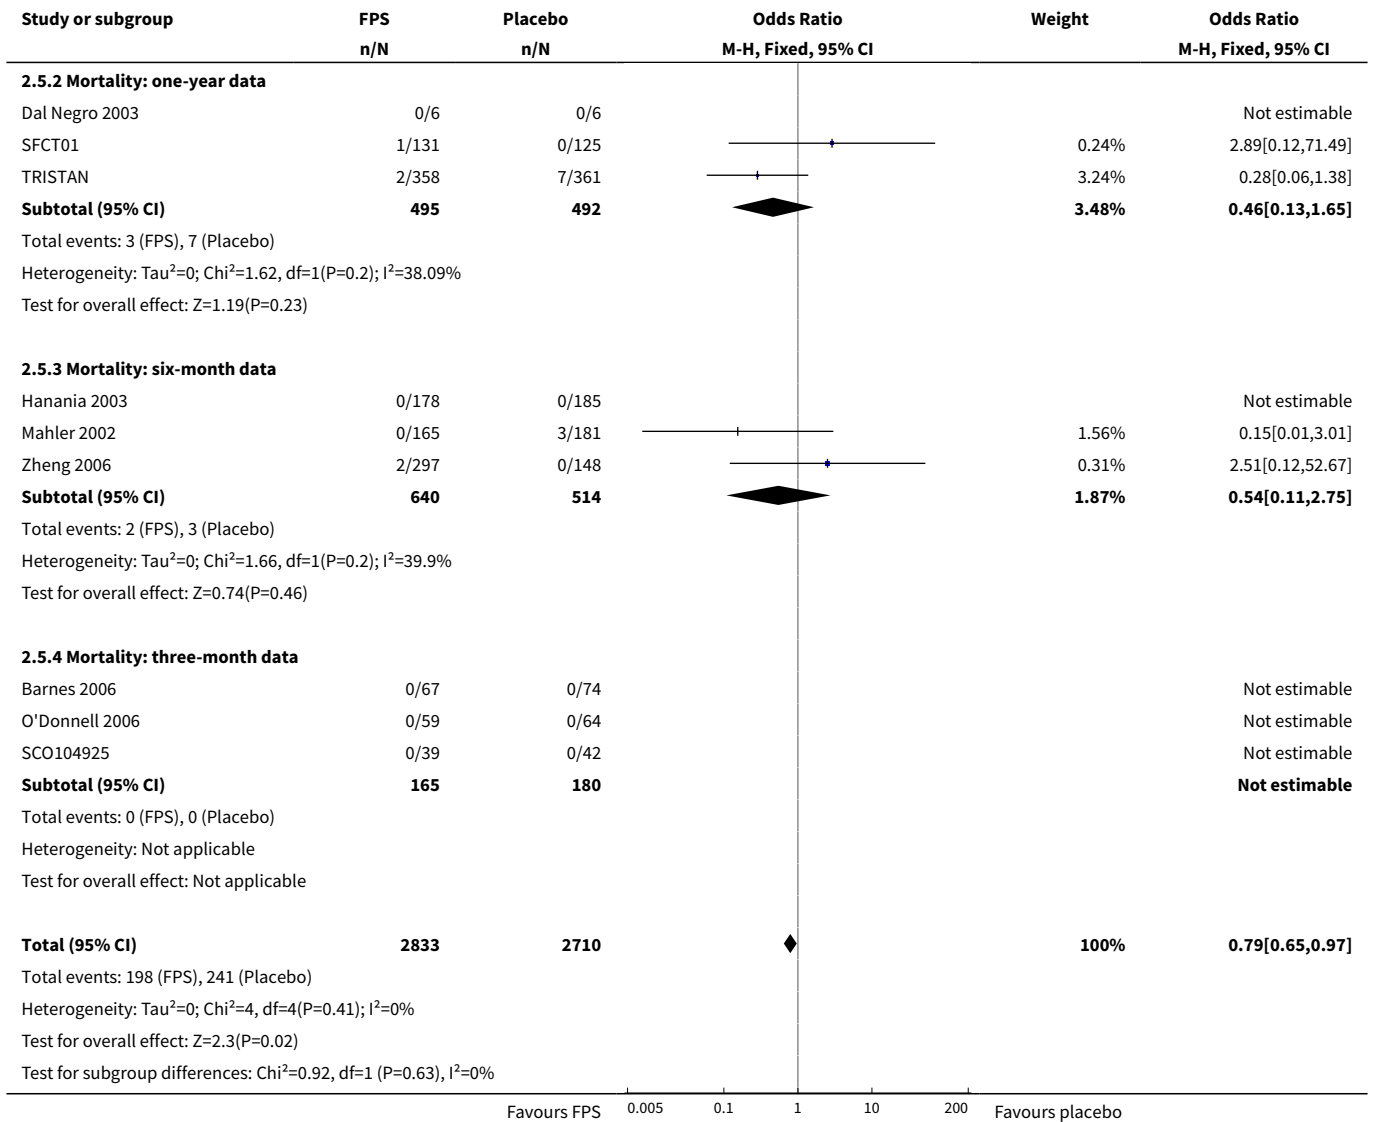 Study or subgroup FPS Placebo Odds Ratio Weight Odds Ratio
n/N n/N M-H, Fixed, 95% CI M-H, Fixed, 95% CI
2.5.2 Mortality: one-year data
Dal Negro 2003 0/6 0/6 Not estimable
SFCT01 1/131 0/125 0.24% 2.89[0.12,71.49]
TRISTAN 2/358 7/361 3.24% 0.28[0.06,1.38]
Subtotal (95% CI) 495 492 3.48% 0.46[0.13,1.65]
Total events: 3 (FPS), 7 (Placebo)
Heterogeneity: Tau²=0; Chi²=1.62, df=1(P=0.2); I²=38.09%
Test for overall effect: Z=1.19(P=0.23)
2.5.3 Mortality: six-month data
Hanania 2003 0/178 0/185 Not estimable
Mahler 2002 0/165 3/181 1.56% 0.15[0.01,3.01]
Zheng 2006 2/297 0/148 0.31% 2.51[0.12,52.67]
Subtotal (95% CI) 640 514 1.87% 0.54[0.11,2.75]
Total events: 2 (FPS), 3 (Placebo)
Heterogeneity: Tau²=0; Chi²=1.66, df=1(P=0.2); I²=39.9%
Test for overall effect: Z=0.74(P=0.46)
2.5.4 Mortality: three-month data
Barnes 2006 0/67 0/74 Not estimable
O'Donnell 2006 0/59 0/64 Not estimable
SCO104925 0/39 0/42 Not estimable
Subtotal (95% CI) 165 180 Not estimable
Total events: 0 (FPS), 0 (Placebo)
Heterogeneity: Not applicable
Test for overall effect: Not applicable
Total (95% CI) 2833 2710 100% 0.79[0.65,0.97]
Total events: 198 (FPS), 241 (Placebo)
Heterogeneity: Tau²=0; Chi²=4, df=4(P=0.41); I²=0%
Test for overall effect: Z=2.3(P=0.02)
Test for subgroup differences: Chi²=0.92, df=1 (P=0.63), I²=0%
Favours FPS 0.005 0.1 1 10 200 Favours placebo